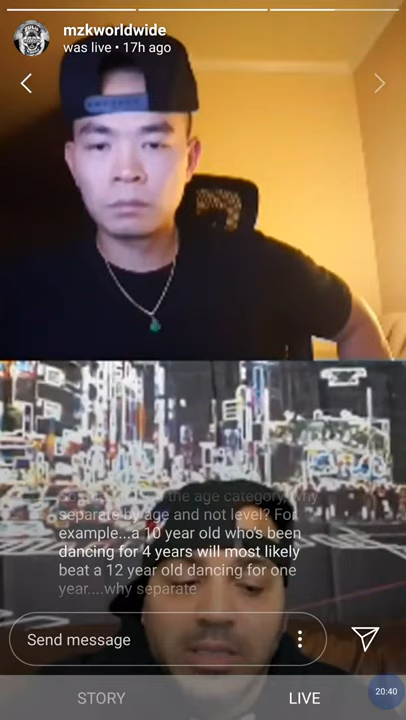 mzkworldwide
was live • 17h ago
the age category, why
separate by age and not level? For
example...a 10 year old who's been
dancing for 4 years will most likely
beat a 12 year old dancing for one
year....why separate
Send message
STORY
LIVE
20:40